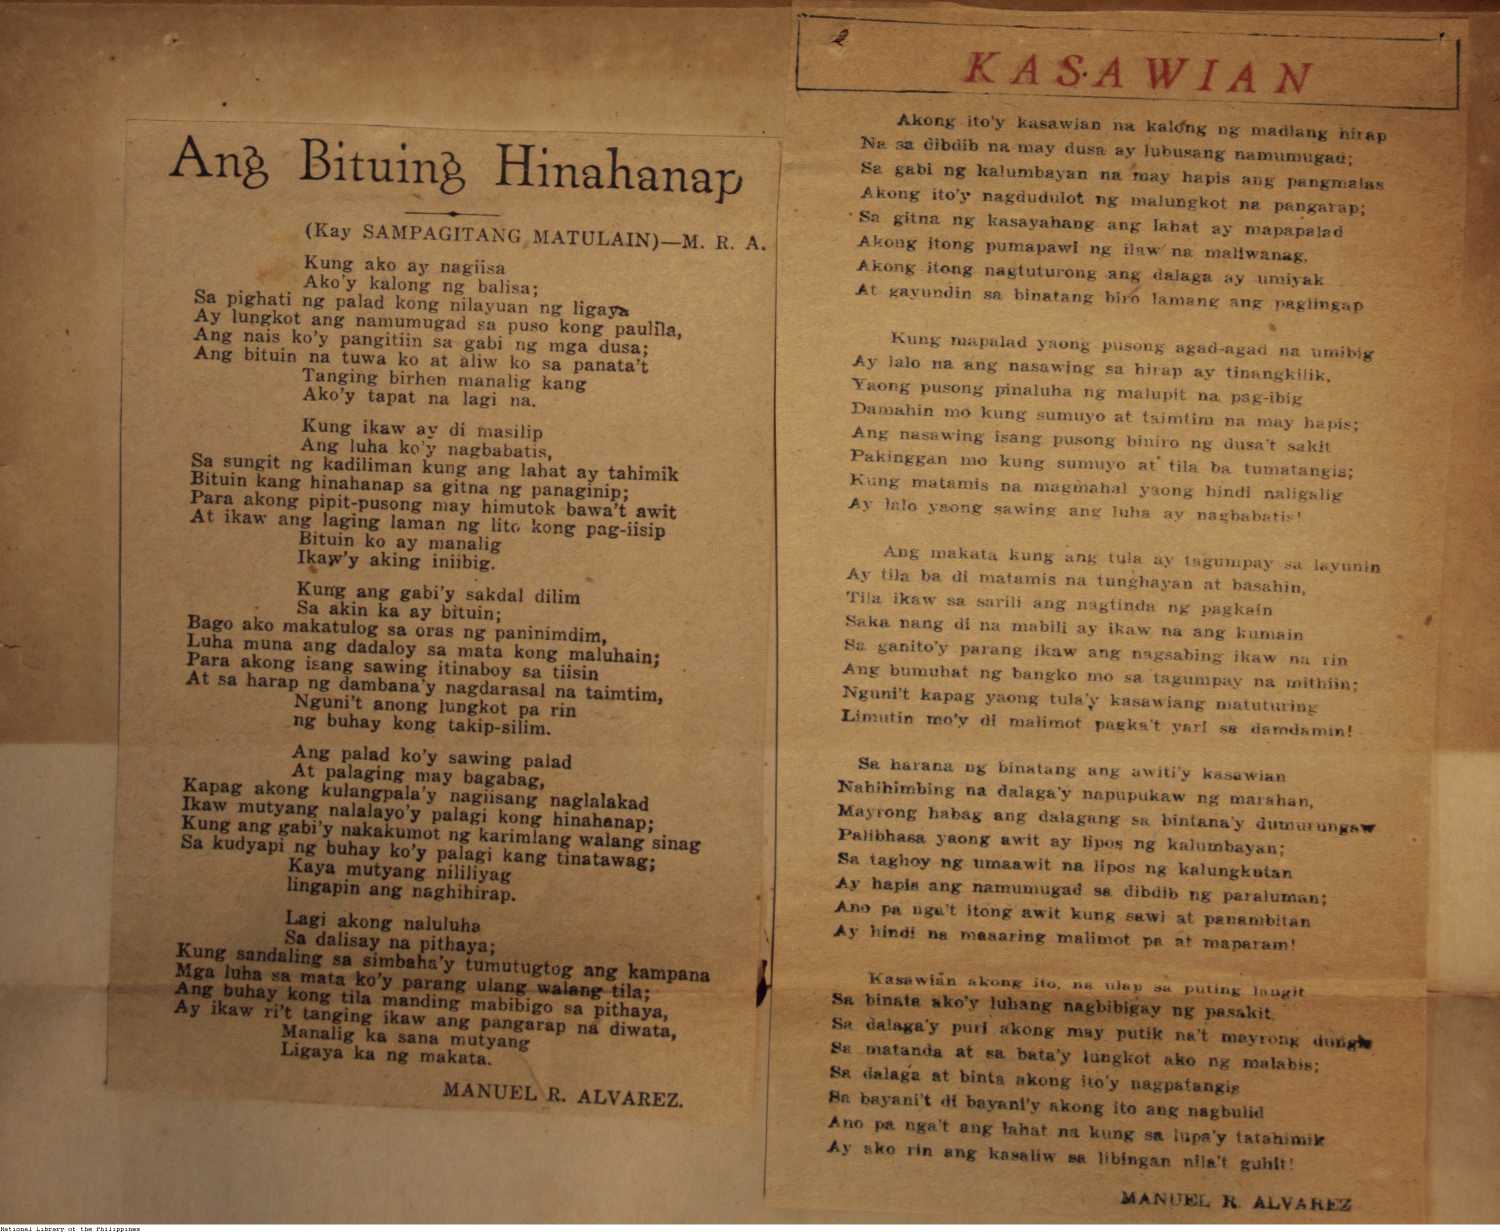 Ang Bituing Hinahanap
(Kay SAMPAGITANG MATULAIN)—M. R. A.
Kung ako ay nagiisa
Ako'y kalong ng balisa;
Sa pighati ng palad kong nilayuan ng ligaya
Ay lungkot ang namumugad sa puso kong paulila,
Ang nais ko'y pangitiin sa gabi ng mga dusa;
Ang bituin na tuwa ko at aliw ko sa panata't
Tanging birhen manalig kang
Ako'y tapat na lagi na.
Kung ikaw ay di masilip
Ang luha ko'y nagbabatis,
Sa sungit ng kadiliman kung ang lahat ay tahimik
Bituin kang hinahanap sa gitna ng panaginip;
Para akong pipit-pusong may himutok bawa't awit
At ikaw ang laging laman ng lito kong pag-iisip
Bituin ko ay manalig
Ikaw'y aking iniibig.
Kung ang gabi'y sakdal dilim
Sa akin ka ay bituin;
Bago ako makatulog sa oras ng paninimdim,
Luha muna ang dadaloy sa mata kong maluhain;
Para akong isang sawing itinaboy sa tiisin
At sa harap ng dambana'y nagdarasal na taimtim,
Nguni't anong lungkot pa rin
ng buhay kong takip-silim.
Ang palad ko'y sawing palad
At palaging may bagabag,
Kapag akong kulangpala'y nagiisang naglalakad
Ikaw mutyang nalalayo'y palagi kong hinahanap;
Kung ang gabi'y nakakumot ng karimlang walang sinag
Sa kudyapi ng buhay ko'y palagi kang tinatawag;
Kaya mutyang nililiyag
lingapin ang naghihirap.
Lagi akong naluluha
Sa dalisay na pithaya;
Kung sandaling sa simbaha'y tumutugtog ang kampana
Mga luha sa mata ko'y parang ulang walang tila;
Ang buhay kong tila manding mabibigo sa pithaya,
Ay ikaw ri't tanging ikaw ang pangarap na diwata,
Manalig ka sana mutyang
Ligaya ka ng makata.
MANUEL R. ALVAREZ.
2
KASAWIAN
Akong ito'y kasawian na kalong ng madlang hirap
Na sa dibdib na may dusa ay lubusang namumugad;
Sa gabi ng kalumbayan na may hapis ang pangmalas
Akong ito'y nagdudulot ng malungkot na pangarap;
Sa gitna ng kasayahang ang lahat ay mapapalad
Akong itong pumapawi ng ilaw na maliwanag,
Akong itong nagtuturong ang dalaga ay umiyak
At gayundin sa binatang biro lamang ang paglingap
Kung mapalad yaong pusong agad-agad na umibig
Ay lalo na ang nasawing sa hirap ay tinangkilik,
Yaong pusong pinaluha ng malupit na pag-ibig
Damahin mo kung sumuyo at taimtim na may hapis;
Ang nasawing isang pusong biniro ng dusa't sakit
Pakinggan mo kung sumuyo at tila ba tumatangis;
Kung matamis na magmahal yaong hindi naligalig
Ay lalo yaong sawing ang luha ay nagbabatis!
Ang makata kung ang tula ay tagumpay sa layunin
Ay tila ba di matamis na tunghayan at basahin,
Tila ikaw sa sarili ang nagtinda ng pagkain
Saka nang di na mabili ay ikaw na ang kumain
Sa ganito'y parang ikaw ang nagsabing ikaw na rin
Ang bumuhat ng bangko mo sa tagumpay na mithiin;
Nguni't kapag yaong tula'y kasawiang matuturing
Limutin mo'y di malimot pagka't yari sa damdamin!
Sa harana ng binatang ang awiti'y kasawian
Nahihimbing na dalaga'y napupukaw ng marahan,
Mayrong habag ang dalagang sa bintana'y dumurungaw
Palibhasa yaong awit ay lipos ng kalumbayan;
Sa taghoy ng umaawit na lipos ng kalungkutan
Ay hapis ang namumugad sa dibdib ng paraluman;
Ano pa nga't itong awit kung sawi at panambitan
Ay hindi na maaaring malimot pa at maparam!
Kasawian akong ito, na ulap sa puting langit
Sa binata ako'y lubang nagbibigay ng pasakit
Sa dalaga'y puri akong may putik na't mayrong dungis
Sa matanda at sa bata'y lungkot ako ng malabis;
Sa dalaga at binta akong ito'y nagpatangis
Sa bayani't di bayani'y akong ito ang nagbulid
Ano pa nga't ang lahat na kung sa lupa'y tatahimik
Ay ako rin ang kasaliw sa libingan nila't guhit!
MANUEL R. ALVAREZ
National Library of the Philippines